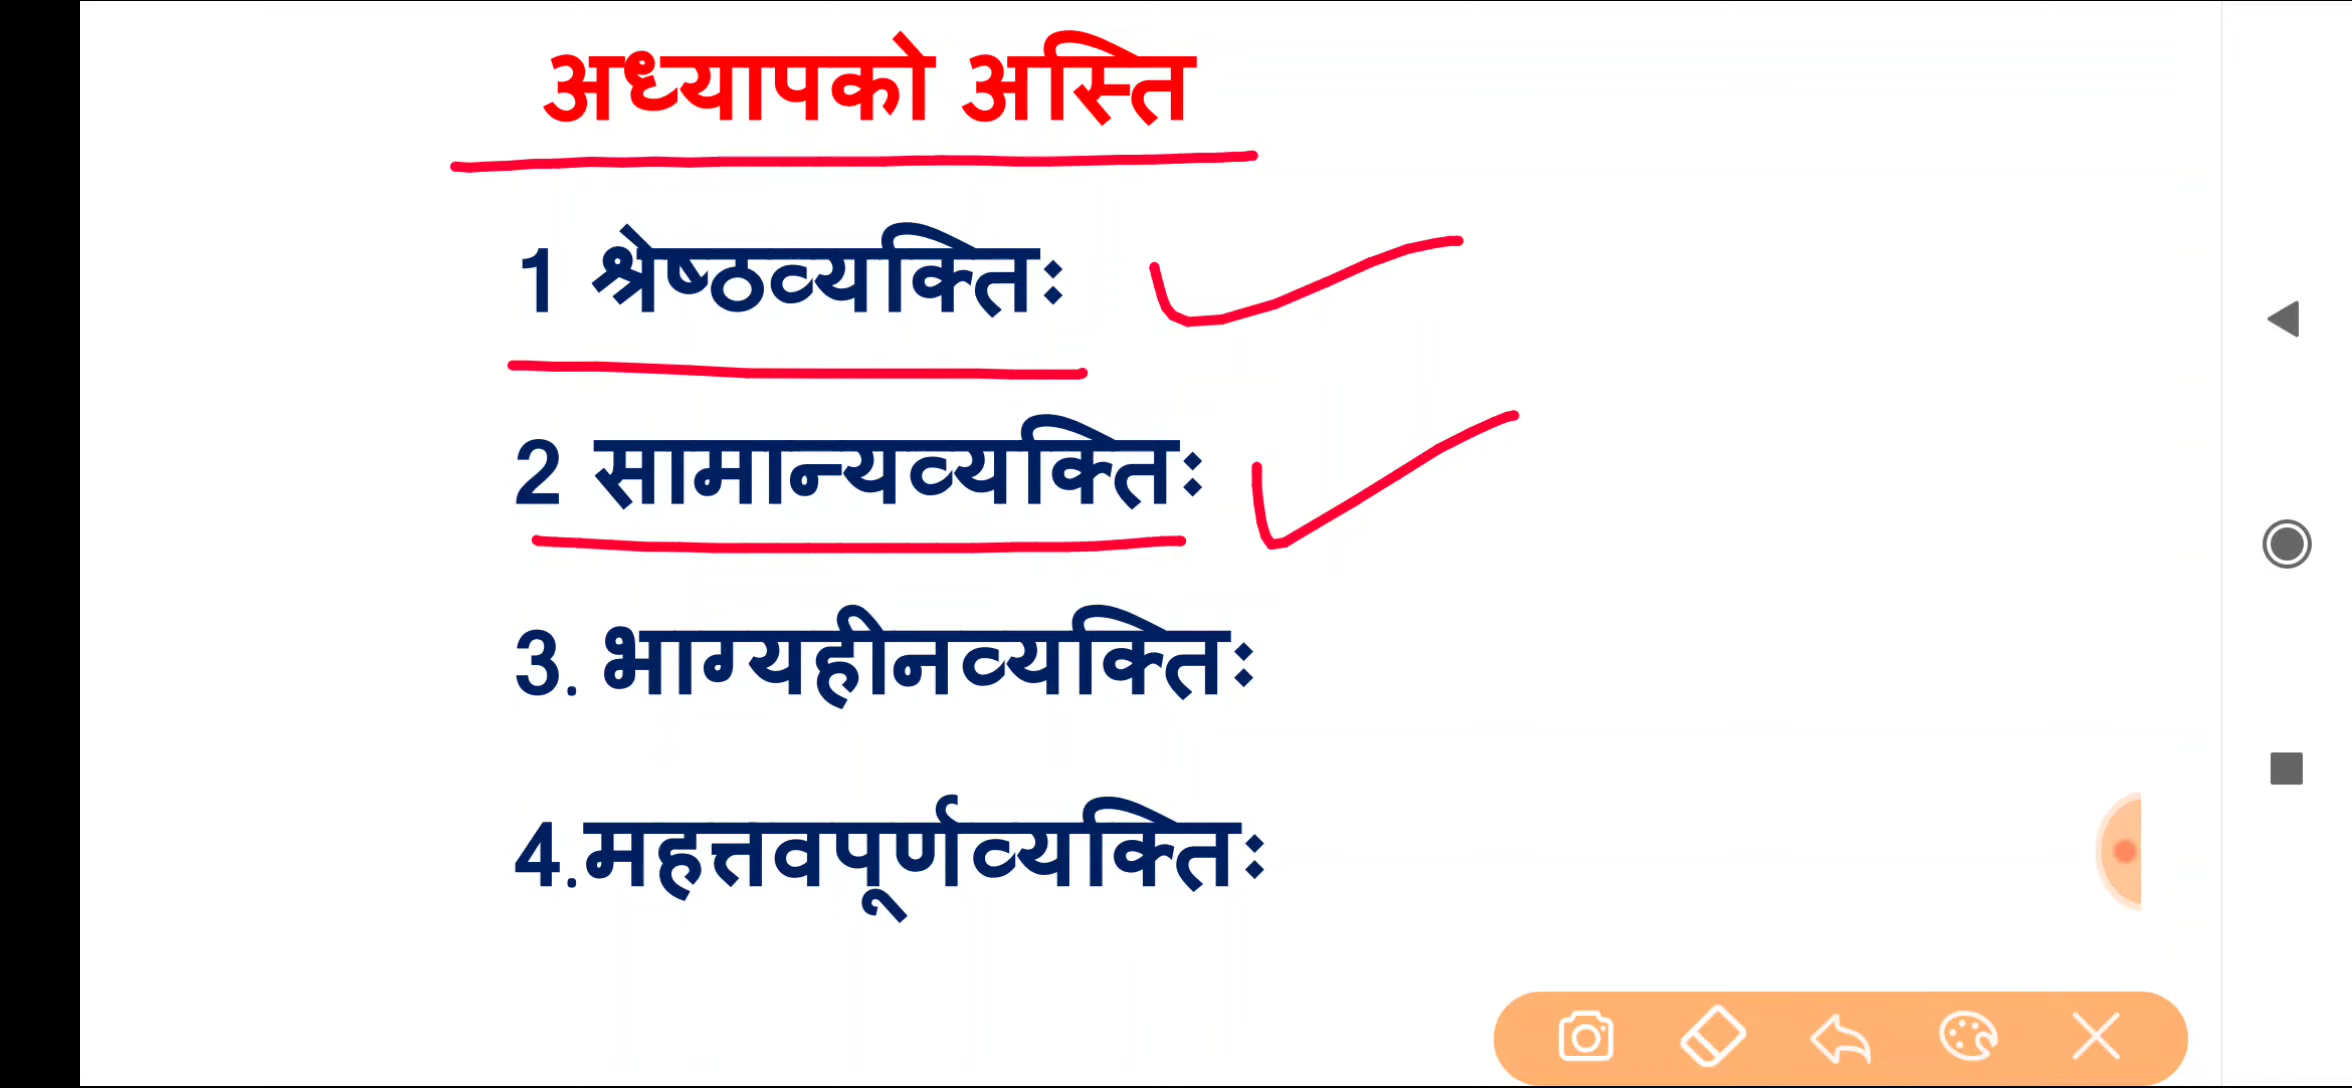 अध्यापको अस्ति
1 श्रेष्ठव्यक्तिः
2 सामान्यव्यक्तिः
3. भाग्यहीनव्यक्तिः
4.महत्तवपूर्णव्यक्तिः